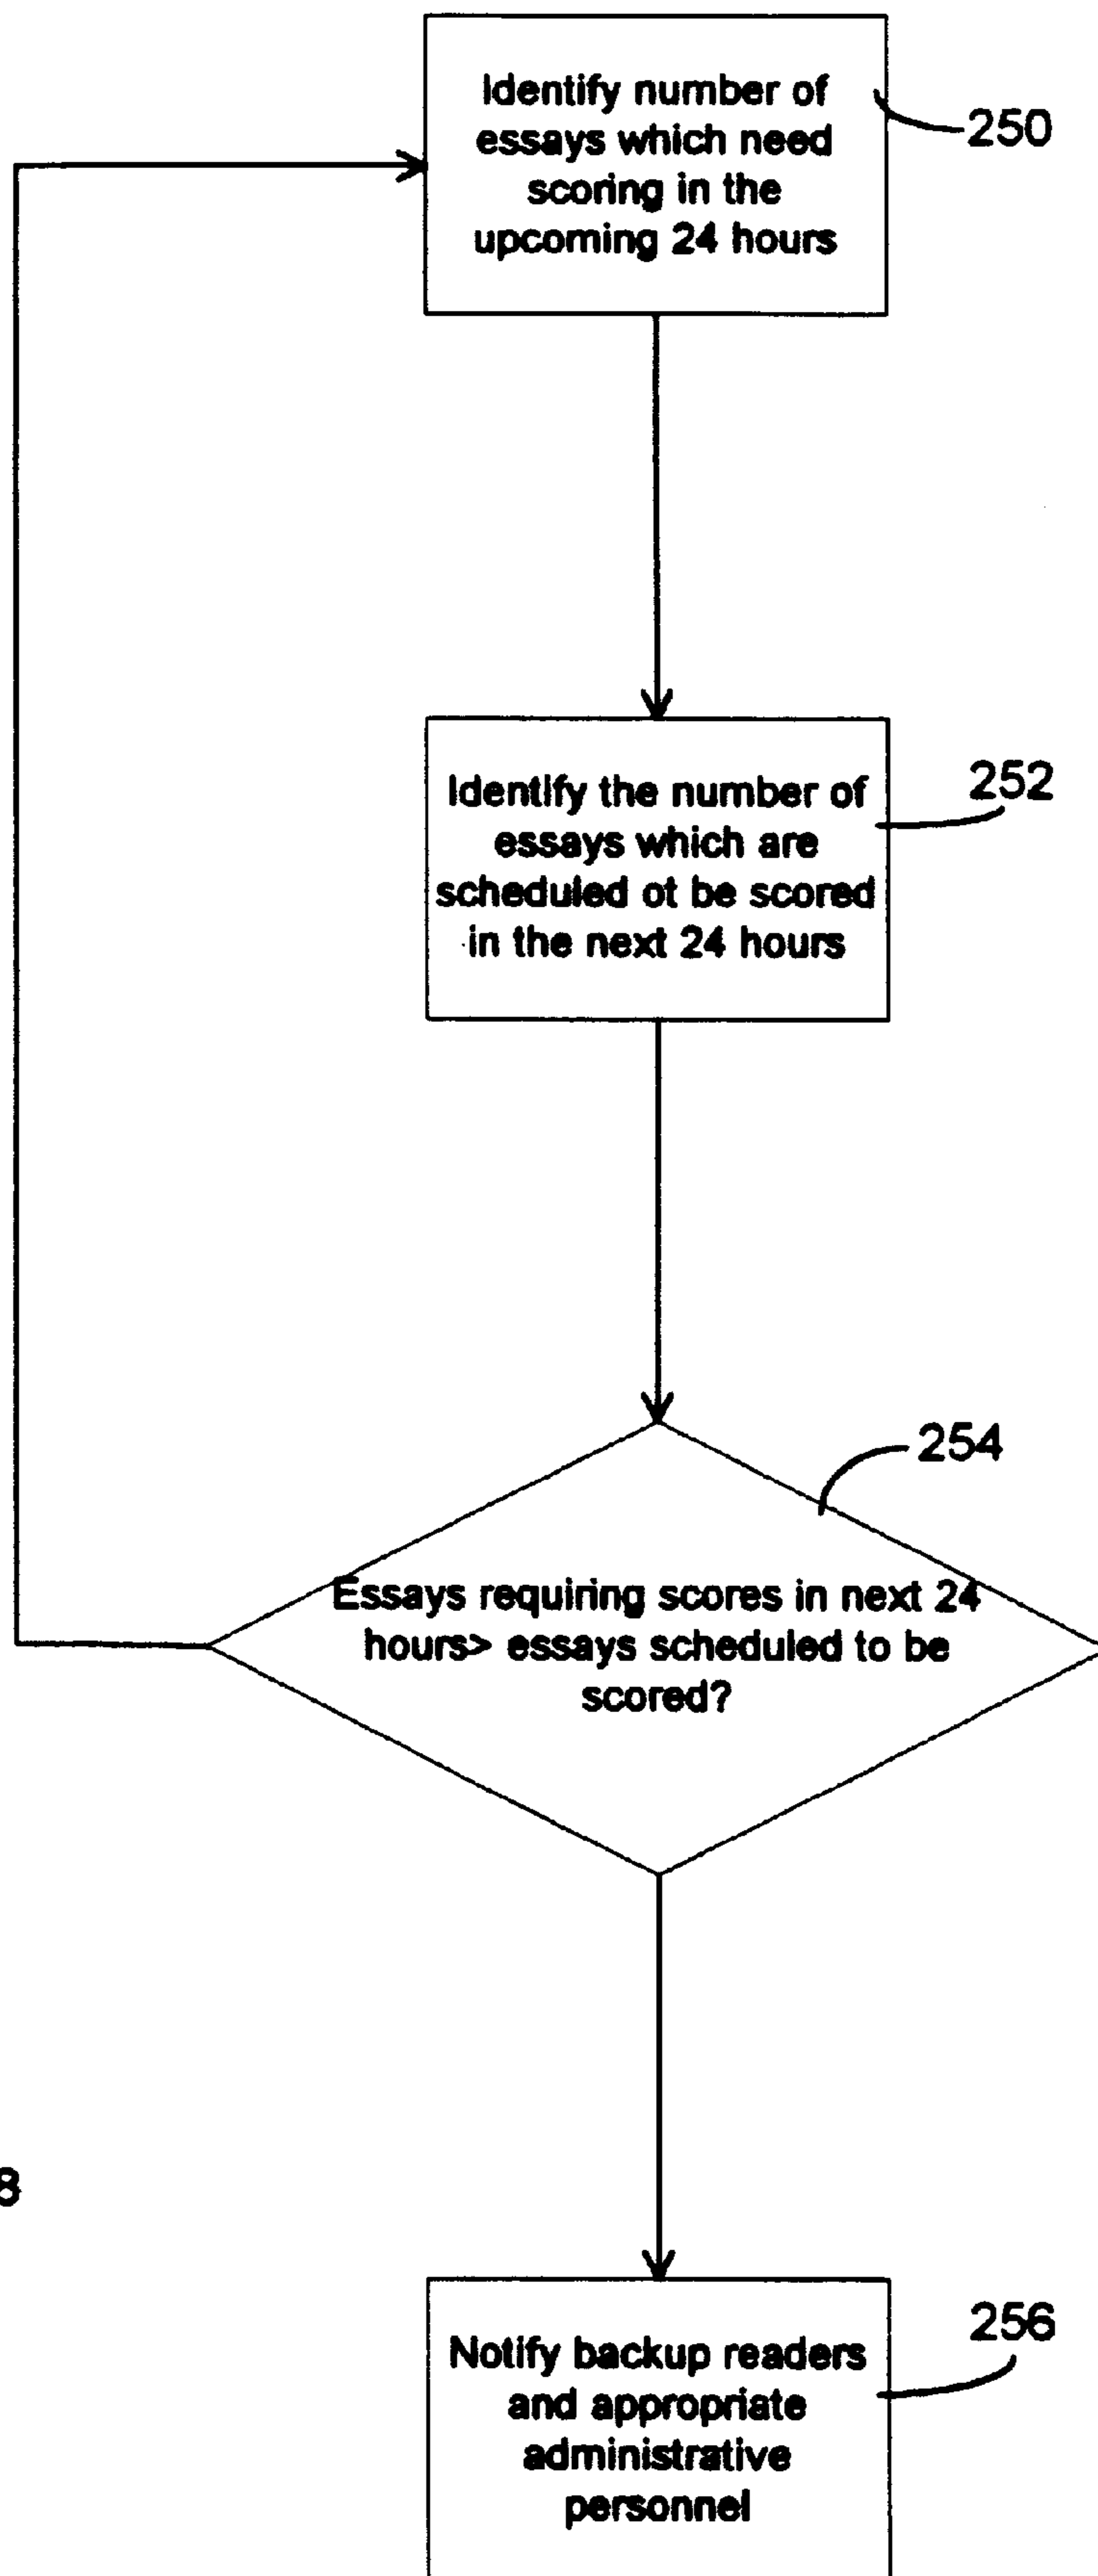 Identify number of
essays which need
scoring in the
upcoming 24 hours
250
Identify the number of
essays which are
scheduled ot be scored
in the next 24 hours
252
254
Essays requiring scores in next 24
hours> essays scheduled to be
scored?
8
Notify backup readers
and appropriate
administrative
personnel
256